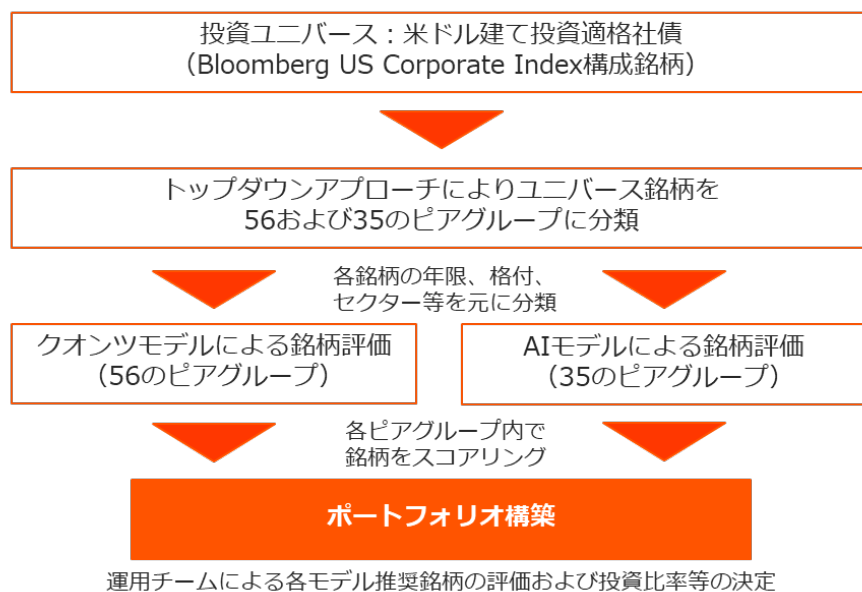 投資ユニバース：米ドル建て投資適格社債
（Bloomberg US Corporate Index構成銘柄）
トップダウンアプローチによりユニバース銘柄を
56および35のピアグループに分類
各銘柄の年限、格付、
セクター等を元に分類
クオンツモデルによる銘柄評価
（56のピアグループ）
AIモデルによる銘柄評価
（35のピアグループ）
各ピアグループ内で
銘柄をスコアリング
ポートフォリオ構築
運用チームによる各モデル推奨銘柄の評価および投資比率等の決定